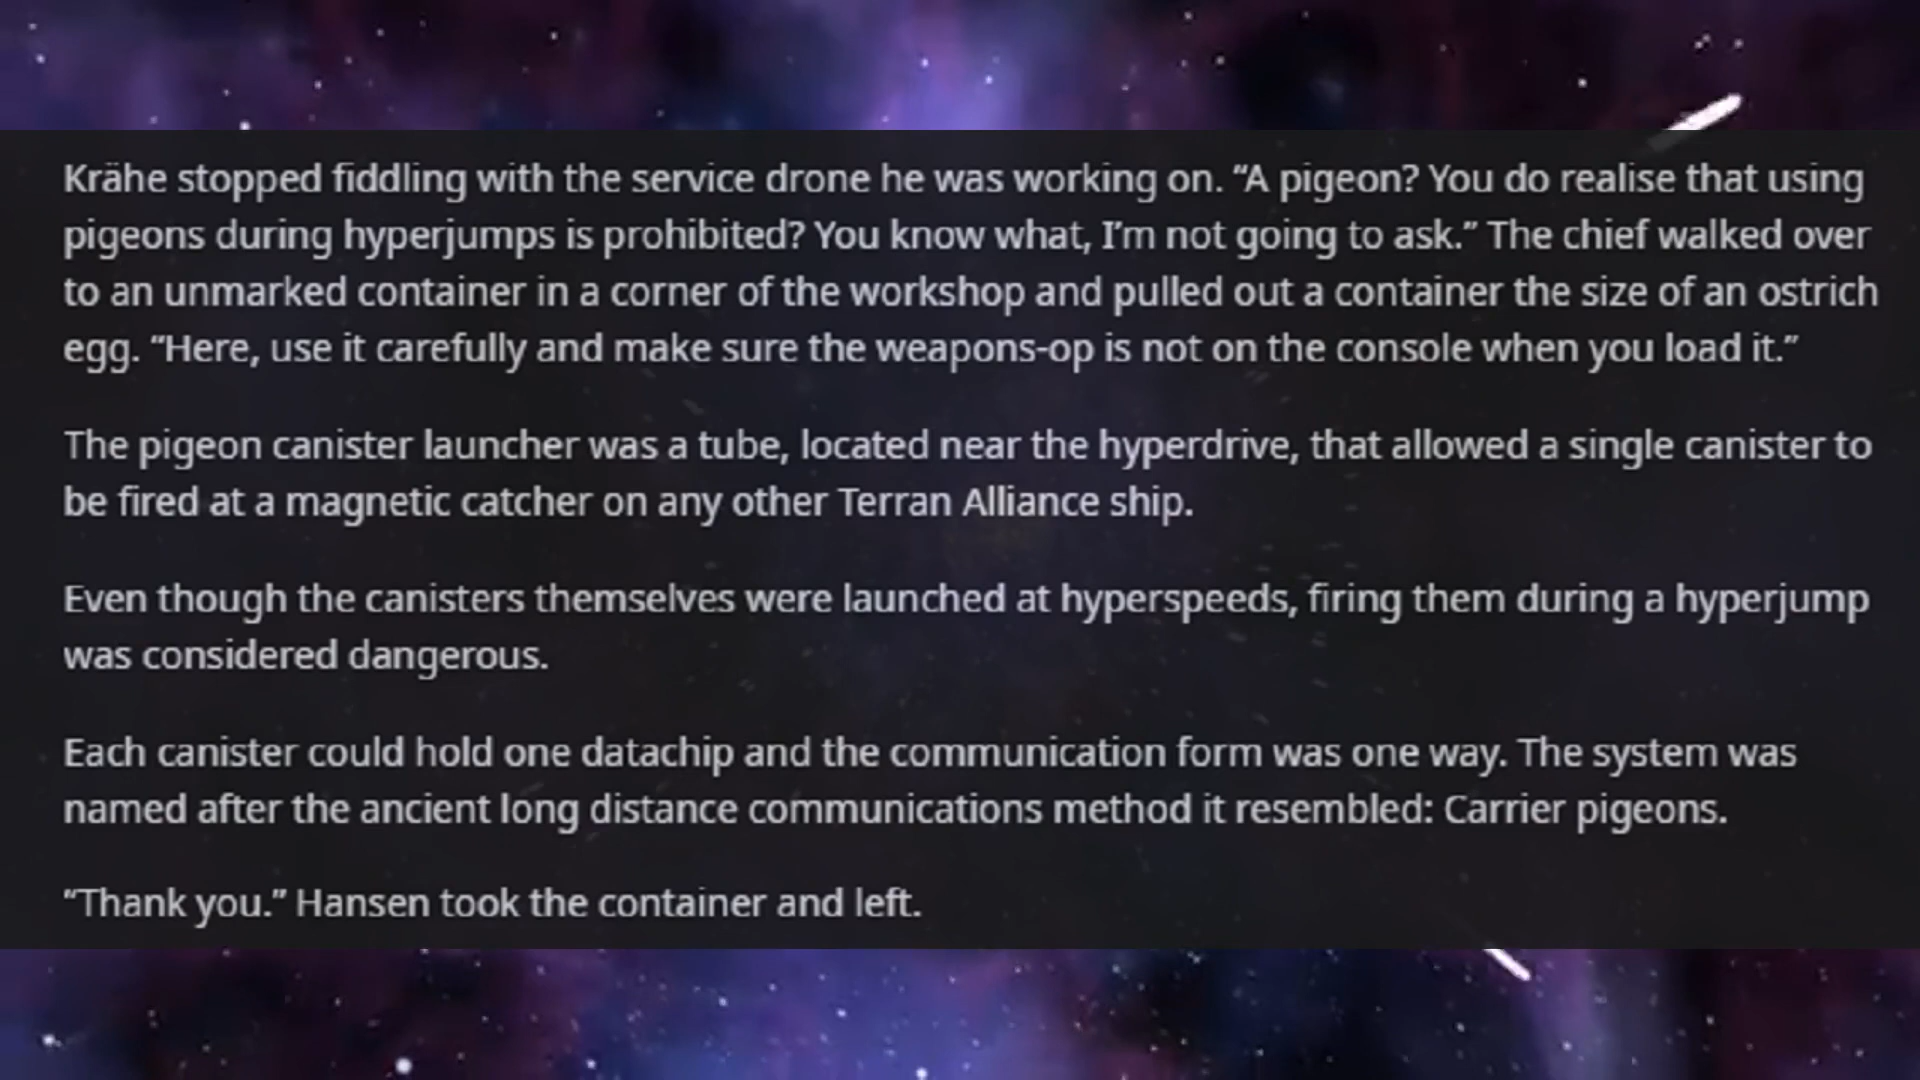 Krähe stopped fiddling with the service drone he was working on. “A pigeon? You do realise that using
pigeons during hyperjumps is prohibited? You know what, I’m not going to ask.” The chief walked over
to an unmarked container in a corner of the workshop and pulled out a container the size of an ostrich
egg. “Here, use it carefully and make sure the weapons-op is not on the console when you load it.”
The pigeon canister launcher was a tube, located near the hyperdrive, that allowed a single canister to
be fired at a magnetic catcher on any other Terran Alliance ship.
Even though the canisters themselves were launched at hyperspeeds, firing them during a hyperjump
was considered dangerous.
Each canister could hold one datachip and the communication form was one way. The system was
named after the ancient long distance communications method it resembled: Carrier pigeons.
“Thank you.” Hansen took the container and left.